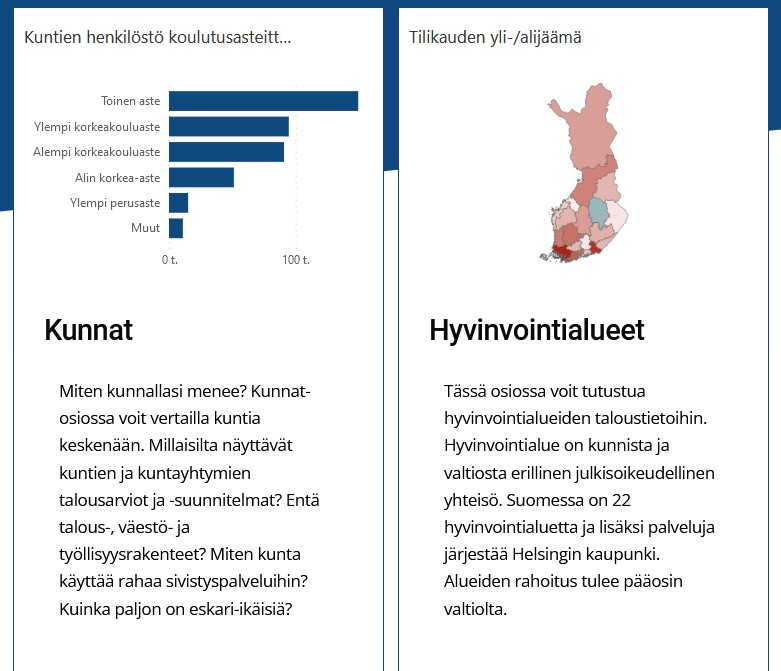 Kuntien henkilöstö koulutusasteitt...
Toinen aste
Ylempi korkeakouluaste
Alempi korkeakouluaste
Alin korkea-aste
Ylempi perusaste
Muut
0 t.
100 t.
Kunnat
Miten kunnallasi menee? Kunnat-
osiossa voit vertailla kuntia
keskenään. Millaisilta näyttävät
kuntien ja kuntayhtymien
talousarviot ja -suunnitelmat? Entä
talous-, väestö- ja
työllisyysrakenteet? Miten kunta
käyttää rahaa sivistyspalveluihin?
Kuinka paljon on eskari-ikäisiä?
Tilikauden yli-/alijäämä
Hyvinvointialueet
Tässä osiossa voit tutustua
hyvinvointialueiden taloustietoihin.
Hyvinvointialue on kunnista ja
valtiosta erillinen julkisoikeudellinen
yhteisö. Suomessa on 22
hyvinvointialuetta ja lisäksi palveluja
järjestää Helsingin kaupunki.
Alueiden rahoitus tulee pääosin
valtiolta.